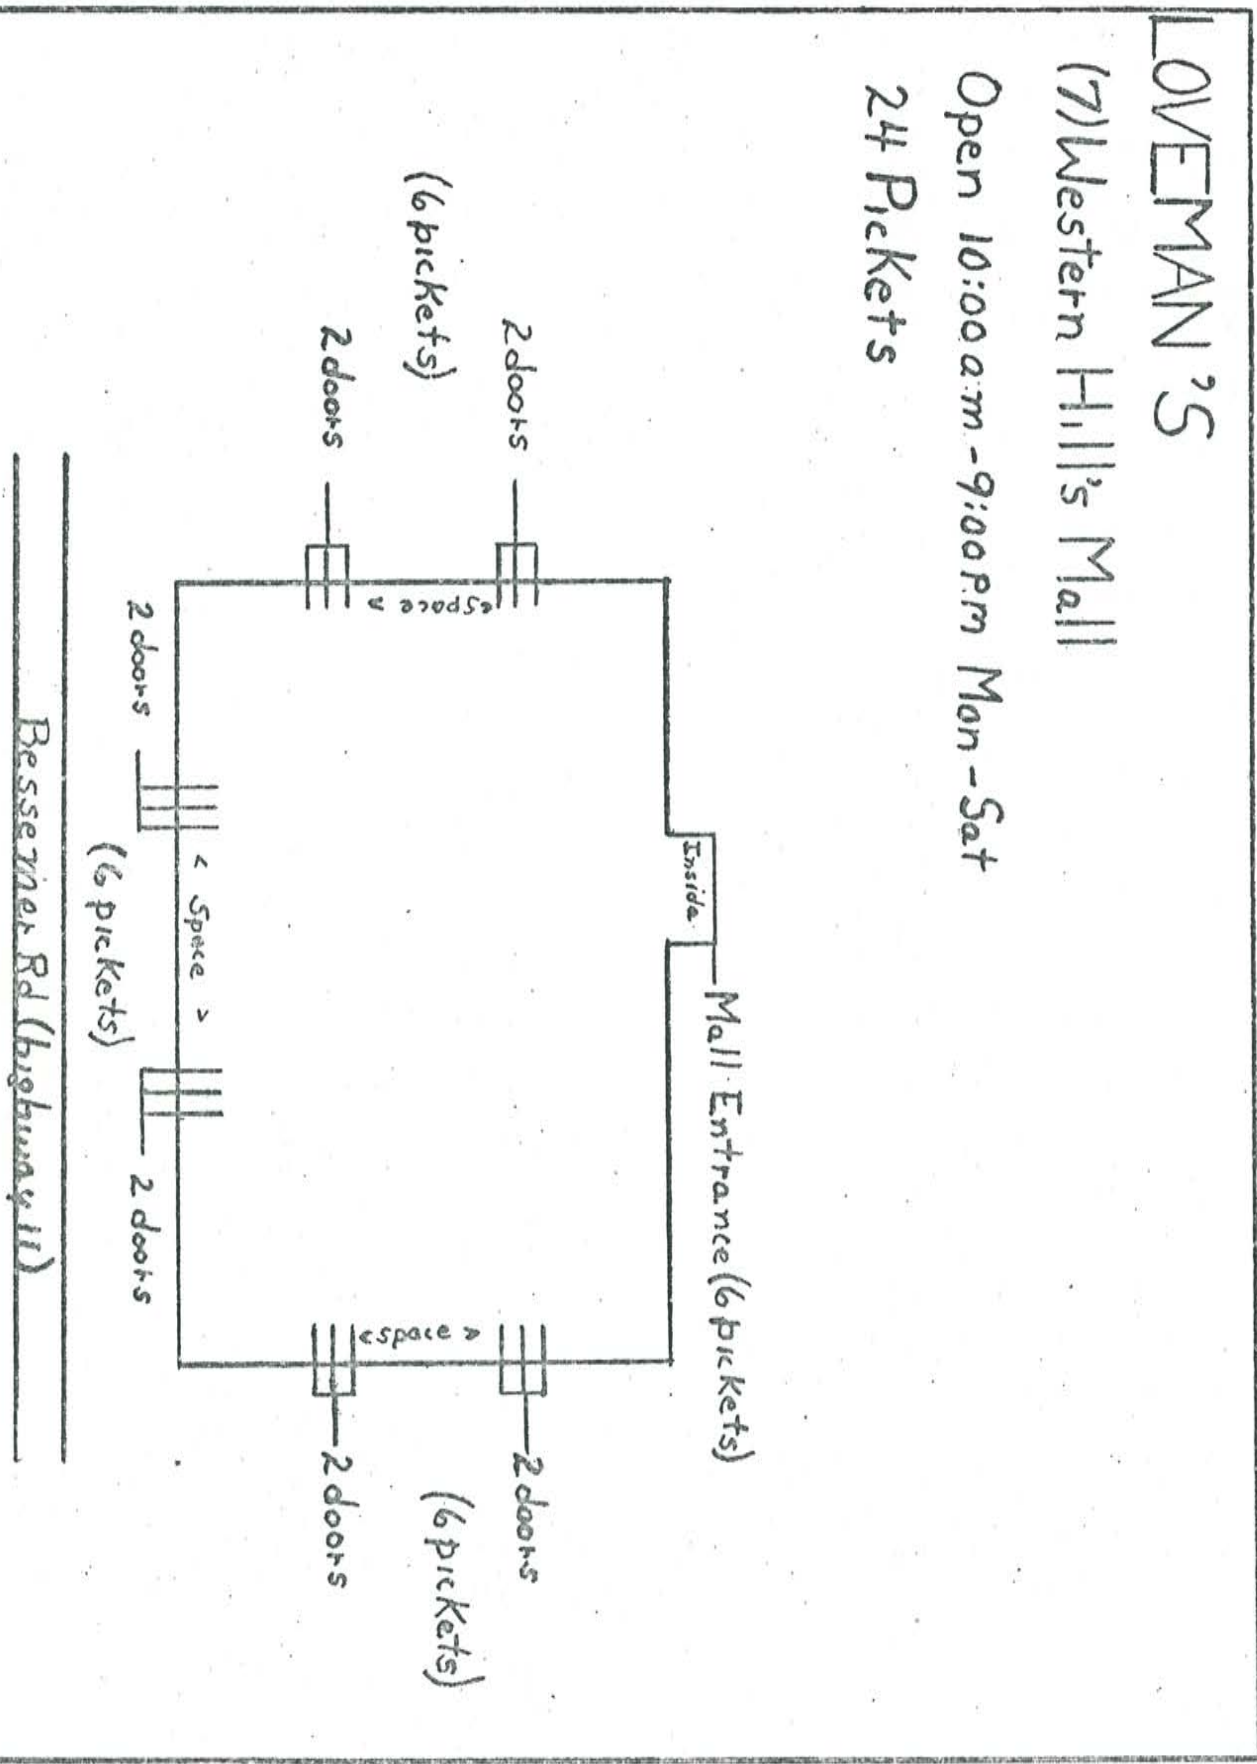 LOVEMAN'S
(7) Western Hill's Mall
Open 10:00 a.m.-9:00 P.m Mon-Sat
24 Pickets
Mall Entrance (6 pickets)
Inside
2 doors
(6 pickets)
2 doors
<space>
<space>
2 doors
(6 pickets)
2 doors
< Space >
2 doors
(6 pickets)
2 doors
Bessemer Rd (highway 11)